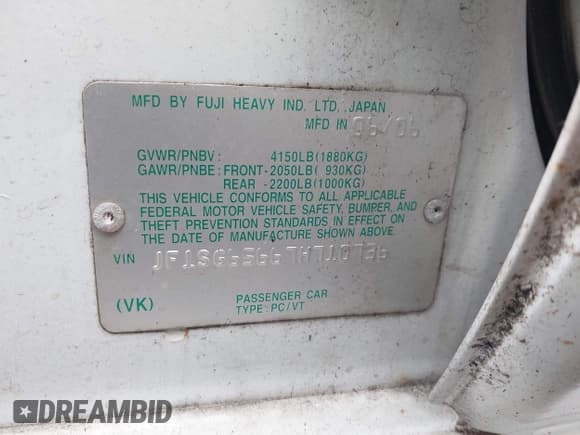 MFD BY FUJI HEAVY IND. LTD. JAPAN
MFD IN 06/06
GVWR/PNBV : 4150LB(1880KG)
GAWR/PNBE: FRONT-2050LB( 930KG)
REAR -2200LB(1000KG)
THIS VEHICLE CONFORMS TO ALL APPLICABLE
FEDERAL MOTOR VEHICLE SAFETY, BUMPER, AND
THEFT PREVENTION STANDARDS IN EFFECT ON
THE DATE OF MANUFACTURE SHOWN ABOVE.
VIN
(VK) PASSENGER CAR
TYPE: PC/VT
DREAMBID